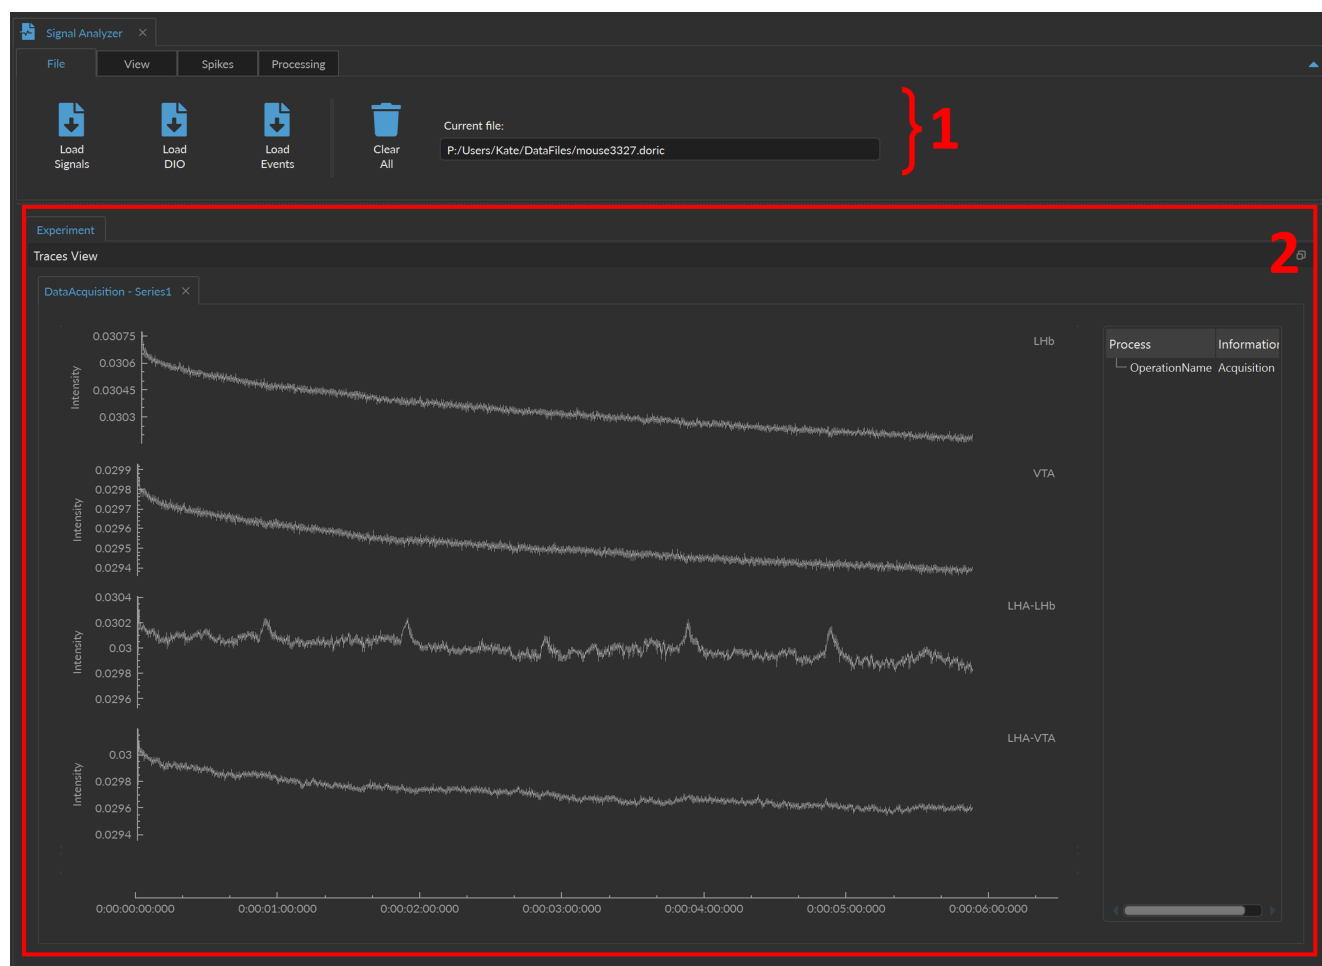 Signal Analyzer
File View Spikes Processing
Load Signals
Load DIO
Load Events
Clear All
Current file:
P:/Users/Kate/DataFiles/mouse3327.doric
1
Experiment
2
Traces View
DataAcquisition - Series1
0.03075
0.0306
0.03045
0.0303
Intensity
LHb
0.0299
0.0298
0.0297
0.0296
0.0295
0.0294
Intensity
VTA
0.0304
0.0302
0.03
0.0298
0.0296
Intensity
LHA-LHb
0.03
0.0298
0.0296
0.0294
Intensity
LHA-VTA
0:00:00:00:000 0:00:01:00:000 0:00:02:00:000 0:00:03:00:000 0:00:04:00:000 0:00:05:00:000 0:00:06:00:000
Process Information
OperationName Acquisition